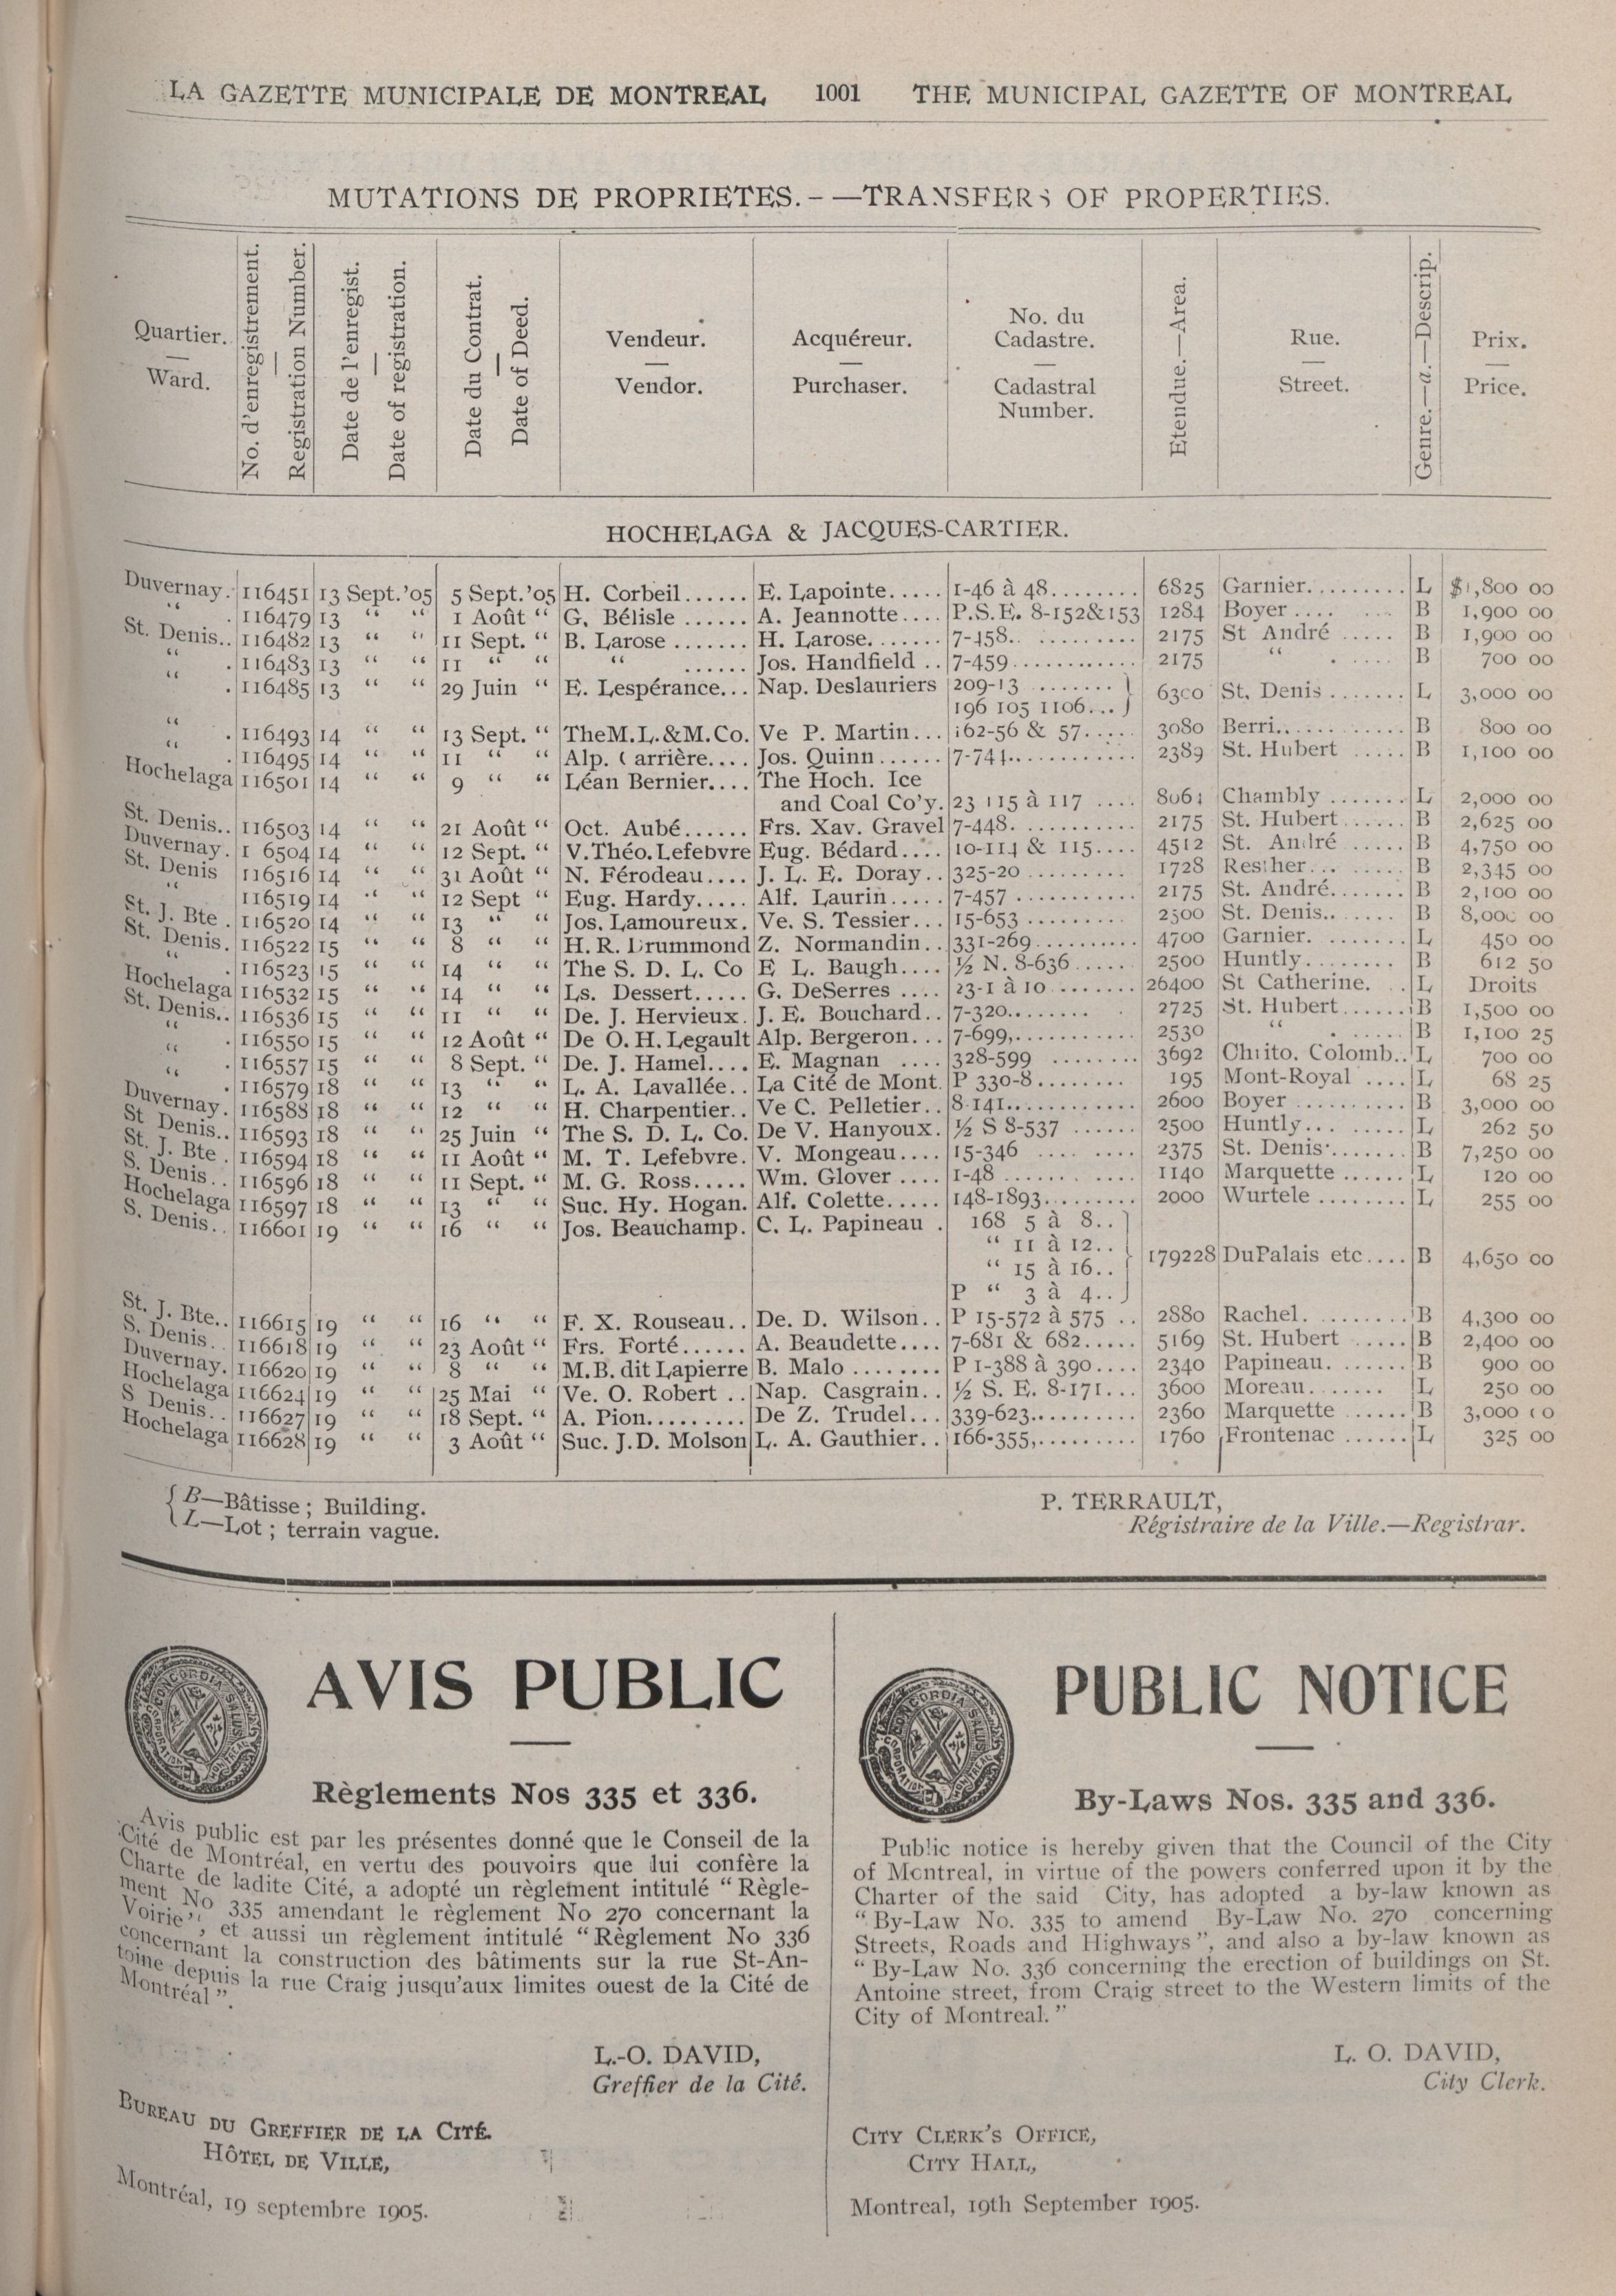 LA GAZETTE MUNICIPALE DE MONTREAL 1001 THE MUNICIPAL GAZETTE OF MONTREAL
MUTATIONS DE PROPRIETES.- —TRANSFERS OF PROPERTIES.
Quartier. — Ward.
No. d'enregistrement. — Registration Number.
Date de l'enregist. — Date of registration.
Date du Contrat. — Date of Deed.
Vendeur. — Vendor.
Acquéreur. — Purchaser.
No. du Cadastre. — Cadastral Number.
Etendue.—Area.
Rue. — Street.
Genre.—a.—Descrip.
Prix. — Price.
HOCHELAGA & JACQUES-CARTIER.
Duvernay. 116451 13 Sept.'05 5 Sept.'05 H. Corbeil...... E. Lapointe..... 1-46 à 48........ 6825 Garnier......... L $1,800 00
“ . 116479 13 “ “ 1 Août “ G. Bélisle ...... A. Jeannotte.... P.S.E. 8-152&153 1284 Boyer .... B 1,900 00
St. Denis.. 116482 13 “ “ 11 Sept. “ B. Larose ....... H. Larose....... 7-458.. ......... 2175 St André ..... B 1,900 00
“ . 116483 13 “ “ 11 “ “ “ ...... Jos. Handfield .. 7-459............ 2175 “ . .... B 700 00
“ . 116485 13 “ “ 29 Juin “ E. Lespérance... Nap. Deslauriers 209-13 ........ } 6300 St. Denis ....... L 3,000 00
196 105 1106... }
“ . 116493 14 “ “ 13 Sept. “ TheM.L.&M.Co. Ve P. Martin... 162-56 & 57..... 3080 Berri............ B 800 00
“ . 116495 14 “ “ 11 “ “ Alp. Carrière.... Jos. Quinn ...... 7-741............ 2389 St. Hubert ..... B 1,100 00
Hochelaga 116501 14 “ “ 9 “ “ Léan Bernier.... The Hoch. Ice
and Coal Co'y. 23 115 à 117 .... 8061 Chambly ....... L 2,000 00
St. Denis.. 116503 14 “ “ 21 Août “ Oct. Aubé...... Frs. Xav. Gravel 7-448. .......... 2175 St. Hubert...... B 2,625 00
Duvernay. 1 6504 14 “ “ 12 Sept. “ V.Théo.Lefebvre Eug. Bédard.... 10-114 & 115.... 4512 St. André ..... B 4,750 00
St. Denis 116516 14 “ “ 31 Août “ N. Férodeau.... J. L. E. Doray.. 325-20 ......... 1728 Resther... ..... B 2,345 00
“ 116519 14 “ “ 12 Sept “ Eug. Hardy..... Alf. Laurin..... 7-457 ........... 2175 St. André....... B 2,100 00
St. J. Bte . 116520 14 “ “ 13 “ “ Jos. Lamoureux. Ve. S. Tessier... 15-653 ......... 2500 St. Denis.. ..... B 8,000 00
St. Denis. 116522 15 “ “ 8 “ “ H. R. Drummond Z. Normandin.. 331-269.......... 4700 Garnier. ........ L 450 00
“ . 116523 15 “ “ 14 “ “ The S. D. L. Co E L. Baugh.... ½ N. 8-636...... 2500 Huntly......... B 612 50
Hochelaga 116532 15 “ “ 14 “ “ Ls. Dessert..... G. DeSerres .... 23-1 à 10 ....... 26400 St Catherine. .. L Droits
St. Denis.. 116536 15 “ “ 11 “ “ De. J. Hervieux. J. E. Bouchard.. 7-320........ . 2725 St. Hubert...... B 1,500 00
“ . 116550 15 “ “ 12 Août “ De O. H. Legault Alp. Bergeron... 7-699,........... 2530 “ . ...... B 1,100 25
“ 116557 15 “ “ 8 Sept. “ De. J. Hamel.... E. Magnan .... 328-599 ........ 3692 Chrito. Colomb.. L 700 00
“ . 116579 18 “ “ 13 “ “ L. A. Lavallée.. La Cité de Mont. P 330-8........ 195 Mont-Royal .... L 68 25
Duvernay. 116588 18 “ “ 12 “ “ H. Charpentier.. Ve C. Pelletier.. 8-141............ 2600 Boyer .......... B 3,000 00
St Denis.. 116593 18 “ “ 25 Juin “ The S. D. L. Co. De V. Hanyoux. ½ S 8-537 ...... 2500 Huntly... ...... L 262 50
St. J. Bte . 116594 18 “ “ 11 Août “ M. T. Lefebvre. V. Mongeau.... 15-346 .... .... 2375 St. Denis........ B 7,250 00
S. Denis.. 116596 18 “ “ 11 Sept. “ M. G. Ross..... Wm. Glover .... 1-48 ....... .... 1140 Marquette ...... L 120 00
Hochelaga 116597 18 “ “ 13 “ “ Suc. Hy. Hogan. Alf. Colette..... 148-1893......... 2000 Wurtele ........ L 255 00
S. Denis.. 116601 19 “ “ 16 “ “ Jos. Beauchamp. C. L. Papineau . 168 5 à 8.. }
“ 11 à 12..
“ 15 à 16.. 179228 DuPalais etc.... B 4,650 00
P “ 3 à 4..
St. J. Bte.. 116615 19 “ “ 16 “ “ F. X. Rouseau.. De. D. Wilson.. P 15-572 à 575 .. 2880 Rachel. ......... B 4,300 00
S. Denis.. 116618 19 “ “ 23 Août “ Frs. Forté...... A. Beaudette.... 7-681 & 682..... 5169 St. Hubert ..... B 2,400 00
Duvernay. 116620 19 “ “ 8 “ “ M.B. dit Lapierre B. Malo ........ P 1-388 à 390.... 2340 Papineau. ...... B 900 00
Hochelaga 116624 19 “ “ 25 Mai “ Ve. O. Robert .. Nap. Casgrain.. ½ S. E. 8-171... 3600 Moreau....... L 250 00
S Denis.. 116627 19 “ “ 18 Sept. “ A. Pion......... De Z. Trudel... 339-623.......... 2360 Marquette ...... B 3,000 00
Hochelaga 116628 19 “ “ 3 Août “ Suc. J.D. Molson L. A. Gauthier.. 166-355,......... 1760 Frontenac ...... L 325 00
{ B—Bâtisse ; Building.
L—Lot ; terrain vague.
P. TERRAULT,
Régistraire de la Ville.—Registrar.
AVIS PUBLIC
Règlements Nos 335 et 336.
Avis public est par les présentes donné que le Conseil de la
Cité de Montréal, en vertu des pouvoirs que lui confère la
Charte de ladite Cité, a adopté un règlement intitulé “ Règle-
ment No 335 amendant le règlement No 270 concernant la
Voirie ”, et aussi un règlement intitulé “ Règlement No 336
concernant la construction des bâtiments sur la rue St-An-
toine depuis la rue Craig jusqu'aux limites ouest de la Cité de
Montréal ”.
L.-O. DAVID,
Greffier de la Cité.
BUREAU DU GREFFIER DE LA CITÉ.
HÔTEL DE VILLE,
Montréal, 19 septembre 1905.
PUBLIC NOTICE
By-Laws Nos. 335 and 336.
Public notice is hereby given that the Council of the City
of Montreal, in virtue of the powers conferred upon it by the
Charter of the said City, has adopted a by-law known as
“ By-Law No. 335 to amend By-Law No. 270 concerning
Streets, Roads and Highways ”, and also a by-law known as
“ By-Law No. 336 concerning the erection of buildings on St.
Antoine street, from Craig street to the Western limits of the
City of Montreal. ”
L. O. DAVID,
City Clerk.
CITY CLERK'S OFFICE,
CITY HALL,
Montreal, 19th September 1905.
CONCORDIA SALUS
CORPORATION MONTREAL
CONCORDIA SALUS
CORPORATION MONTREAL